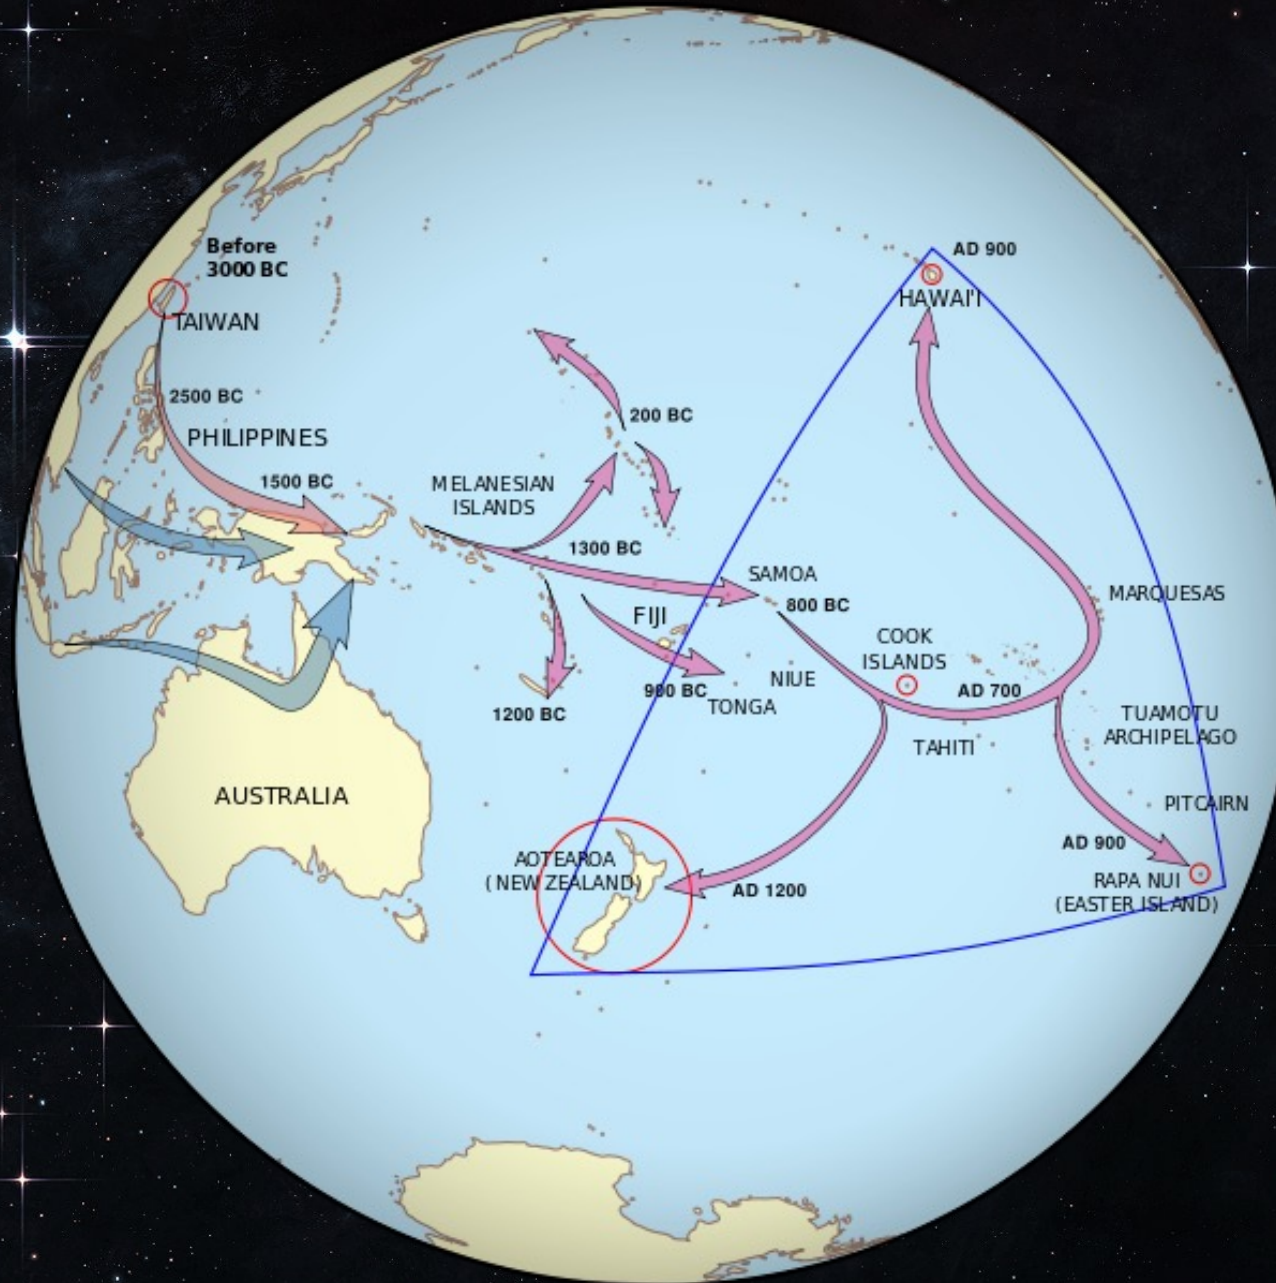 AD 900
HAWAI'I
Before
3000 BC
TAIWAN
2500 BC
PHILIPPINES
200 BC
1500 BC
MELANESIAN
ISLANDS
1300 BC
SAMOA
800 BC
MARQUESAS
FIJI
COOK
ISLANDS
NIUE
900 BC
AD 700
TONGA
1200 BC
TUAMOTU
ARCHIPELAGO
TAHITI
AUSTRALIA
PITCAIRN
AD 900
AOTEAROA
(NEW ZEALAND)
AD 1200
RAPA NUI
(EASTER ISLAND)